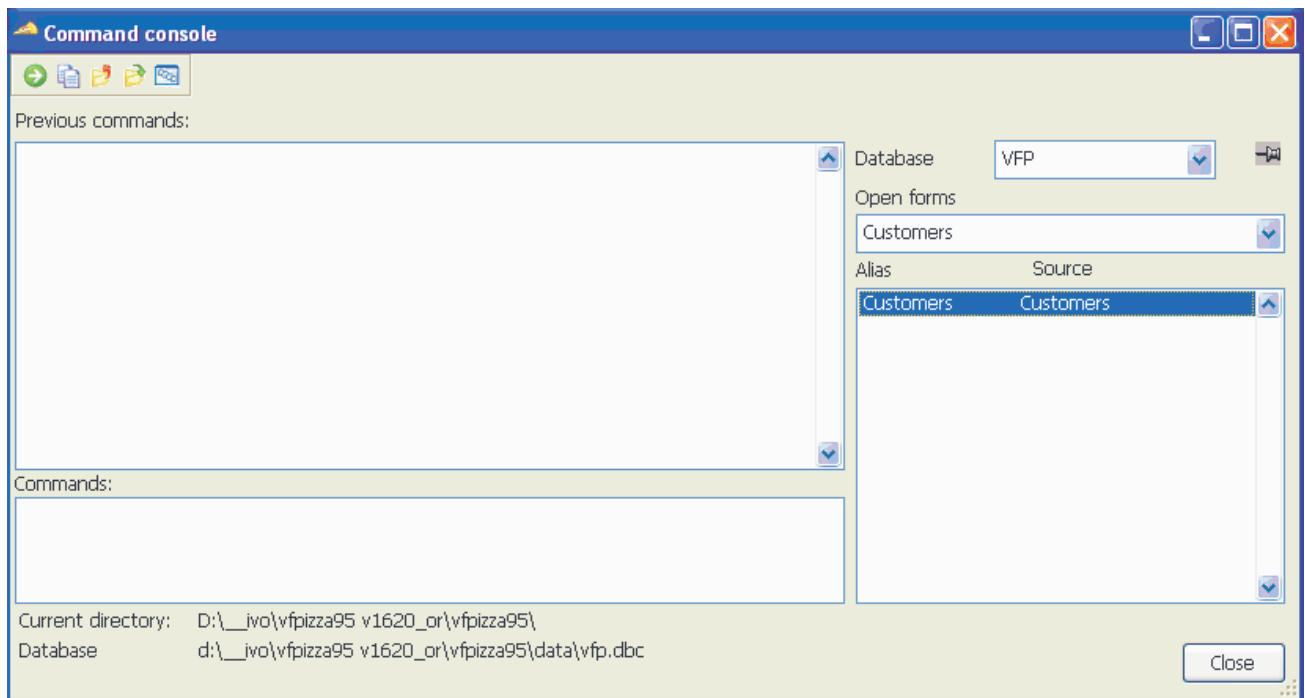 Command console
Previous commands:
Database VFP
Open forms
Customers
Alias Source
Customers Customers
Commands:
Current directory: D:\__ivo\vfpizza95 v1620_or\vfpizza95\
Database d:\__ivo\vfpizza95 v1620_or\vfpizza95\data\vfp.dbc
Close